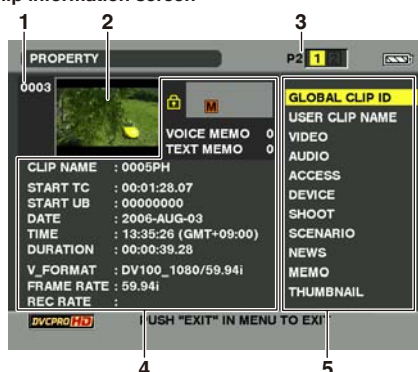 lip information screen
1 2 3
PROPERTY
P2 1 2
0003
M
VOICE MEMO 0
TEXT MEMO 0
CLIP NAME : 0005PH
START TC : 00:01:28.07
START UB : 00000000
DATE : 2006-AUG-03
TIME : 13:35:26 (GMT+09:00)
DURATION : 00:00:39.28
V_FORMAT : DV100_1080/59.94i
FRAME RATE : 59.94i
REC RATE :
GLOBAL CLIP ID
USER CLIP NAME
VIDEO
AUDIO
ACCESS
DEVICE
SHOOT
SCENARIO
NEWS
MEMO
THUMBNAIL
DVCPRO HD
PUSH "EXIT" IN MENU TO EXIT
4 5